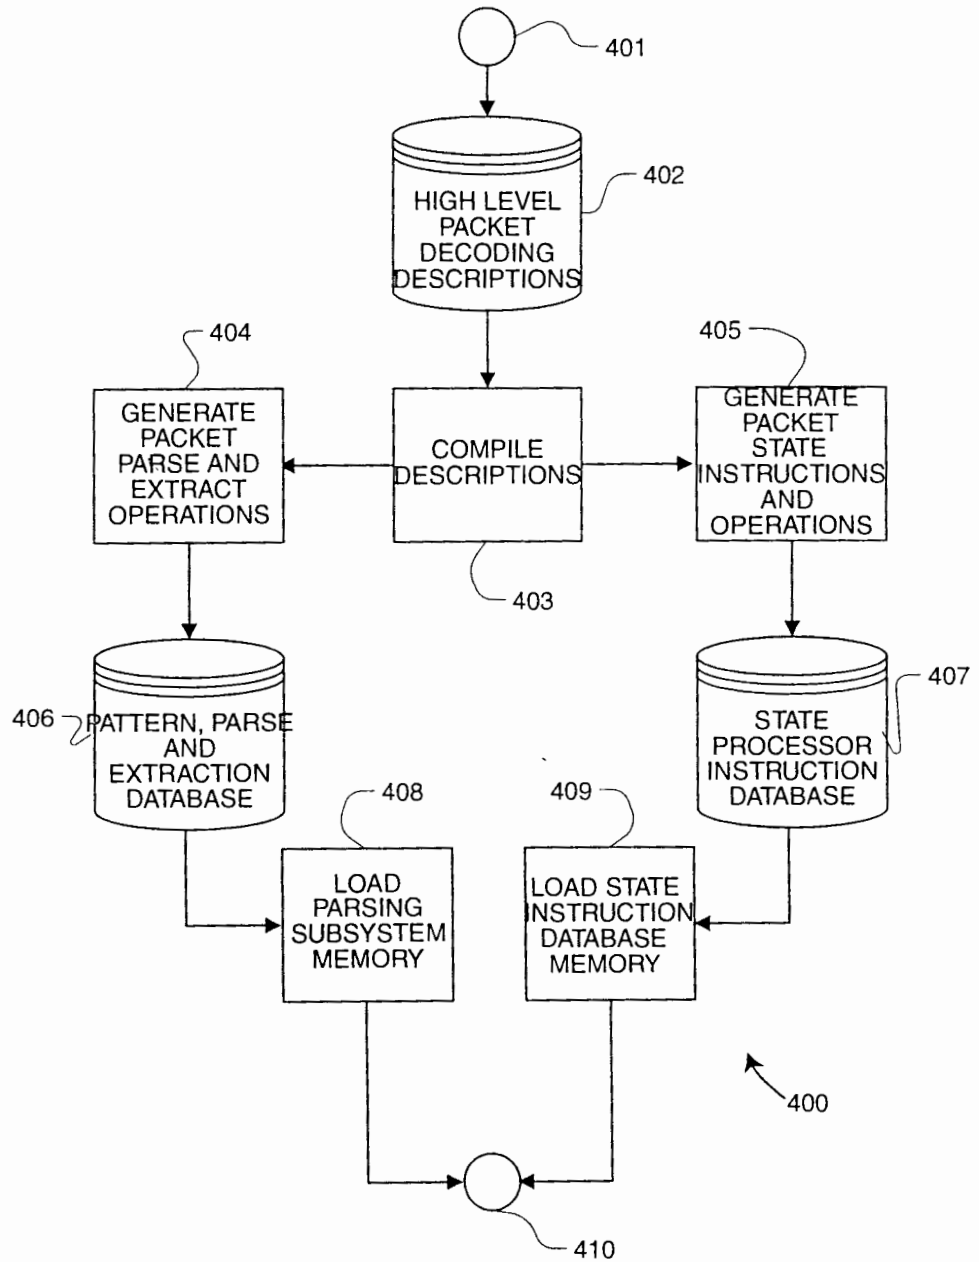 401
402
HIGH LEVEL
PACKET
DECODING
DESCRIPTIONS
404
405
GENERATE
PACKET
PARSE AND
EXTRACT
OPERATIONS
COMPILE
DESCRIPTIONS
GENERATE
PACKET
STATE
INSTRUCTIONS
AND
OPERATIONS
403
406
PATTERN, PARSE
AND
EXTRACTION
DATABASE
407
STATE
PROCESSOR
INSTRUCTION
DATABASE
408
409
LOAD
PARSING
SUBSYSTEM
MEMORY
LOAD STATE
INSTRUCTION
DATABASE
MEMORY
400
410